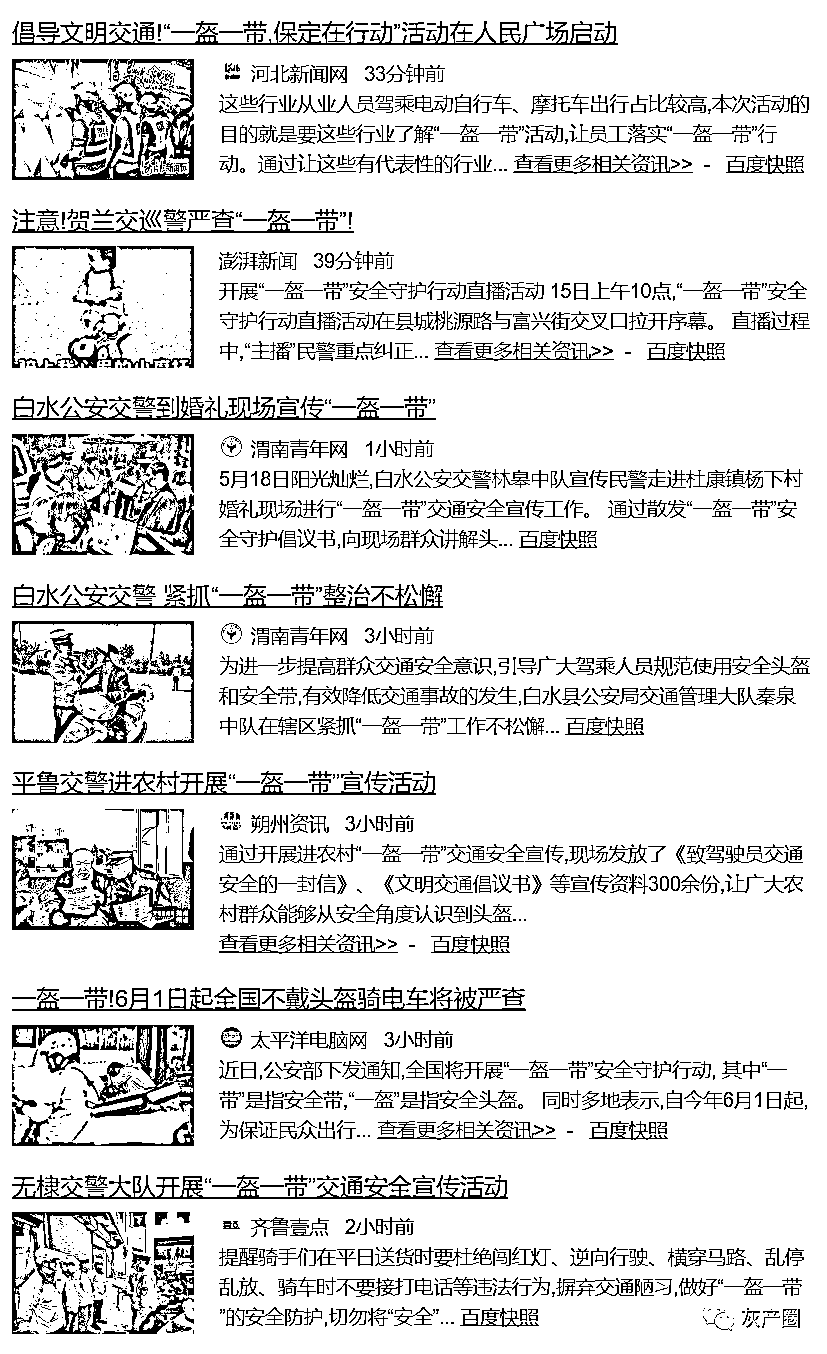 倡导文明交通!“一盔一带,保定在行动”活动在人民广场启动
河北新闻网 33分钟前
这些行业从业人员驾乘电动自行车、摩托车出行占比较高,本次活动的
目的就是要这些行业了解“一盔一带”活动,让员工落实“一盔一带”行
动。通过让这些有代表性的行业... 查看更多相关资讯>> - 百度快照
注意!贺兰交巡警严查“一盔一带”!
澎湃新闻 39分钟前
开展“一盔一带”安全守护行动直播活动 15日上午10点,“一盔一带”安全
守护行动直播活动在县城桃源路与富兴街交叉口拉开序幕。 直播过程
中,“主播”民警重点纠正... 查看更多相关资讯>> - 百度快照
白水公安交警到婚礼现场宣传“一盔一带”
渭南青年网 1小时前
5月18日阳光灿烂,白水公安交警林皋中队宣传民警走进杜康镇杨下村
婚礼现场进行“一盔一带”交通安全宣传工作。 通过散发“一盔一带”安
全守护倡议书,向现场群众讲解头... 百度快照
白水公安交警 紧抓“一盔一带”整治不松懈
渭南青年网 3小时前
为进一步提高群众交通安全意识,引导广大驾乘人员规范使用安全头盔
和安全带,有效降低交通事故的发生,白水县公安局交通管理大队秦泉
中队在辖区紧抓“一盔一带”工作不松懈... 百度快照
平鲁交警进农村开展“一盔一带”宣传活动
朔州资讯 3小时前
通过开展进农村“一盔一带”交通安全宣传,现场发放了《致驾驶员交通
安全的一封信》、《文明交通倡议书》等宣传资料300余份,让广大农
村群众能够从安全角度认识到头盔...
查看更多相关资讯>> - 百度快照
一盔一带!6月1日起全国不戴头盔骑电车将被严查
太平洋电脑网 3小时前
近日,公安部下发通知,全国将开展“一盔一带”安全守护行动, 其中“一
带”是指安全带,“一盔”是指安全头盔。 同时多地表示,自今年6月1日起,
为保证民众出行... 查看更多相关资讯>> - 百度快照
无棣交警大队开展“一盔一带”交通安全宣传活动
齐鲁壹点 2小时前
提醒骑手们在平日送货时要杜绝闯红灯、逆向行驶、横穿马路、乱停
乱放、骑车时不要接打电话等违法行为,摒弃交通陋习,做好“一盔一带
”的安全防护,切勿将“安全”... 百度快照
灰产圈